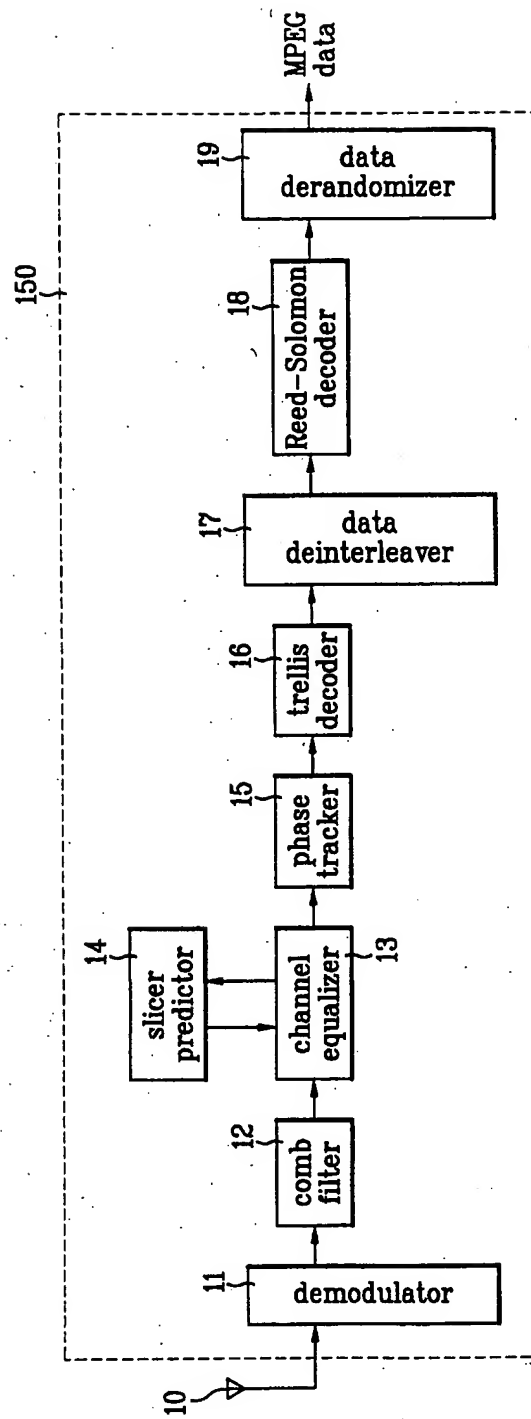 150
10
11
demodulator
12
comb
filter
14
slicer
predictor
13
channel
equalizer
15
phase
tracker
16
trellis
decoder
17
data
deinterleaver
18
Reed-Solomon
decoder
19
data
derandomizer
MPEG
data